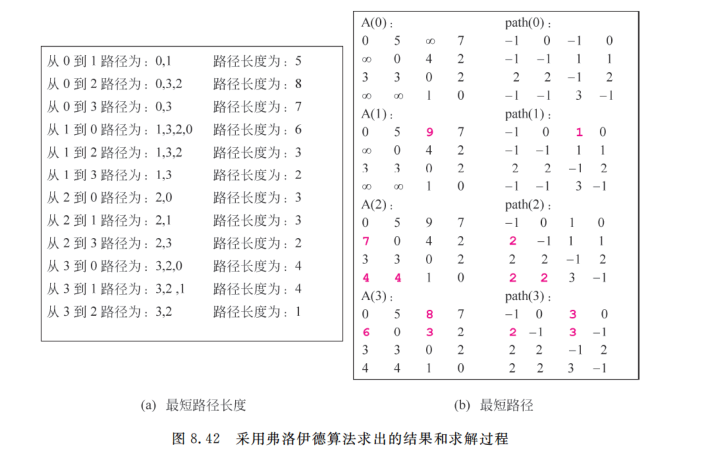 从 0 到 1 路径为：0,1 路径长度为：5
从 0 到 2 路径为：0,3,2 路径长度为：8
从 0 到 3 路径为：0,3 路径长度为：7
从 1 到 0 路径为：1,3,2,0 路径长度为：6
从 1 到 2 路径为：1,3,2 路径长度为：3
从 1 到 3 路径为：1,3 路径长度为：2
从 2 到 0 路径为：2,0 路径长度为：3
从 2 到 1 路径为：2,1 路径长度为：3
从 2 到 3 路径为：2,3 路径长度为：2
从 3 到 0 路径为：3,2,0 路径长度为：4
从 3 到 1 路径为：3,2 ,1 路径长度为：4
从 3 到 2 路径为：3,2 路径长度为：1
(a) 最短路径长度
A(0)： path(0)：
0 5 ∞ 7 −1 0 −1 0
∞ 0 4 2 −1 −1 1 1
3 3 0 2 2 2 −1 2
∞ ∞ 1 0 −1 −1 3 −1
A(1)： path(1)：
0 5 9 7 −1 0 1 0
∞ 0 4 2 −1 −1 1 1
3 3 0 2 2 2 −1 2
∞ ∞ 1 0 −1 −1 3 −1
A(2)： path(2)：
0 5 9 7 −1 0 1 0
7 0 4 2 2 −1 1 1
3 3 0 2 2 2 −1 2
4 4 1 0 2 2 3 −1
A(3)： path(3)：
0 5 8 7 −1 0 3 0
6 0 3 2 2 −1 3 −1
3 3 0 2 2 2 −1 2
4 4 1 0 2 2 3 −1
(b) 最短路径
图 8.42 采用弗洛伊德算法求出的结果和求解过程